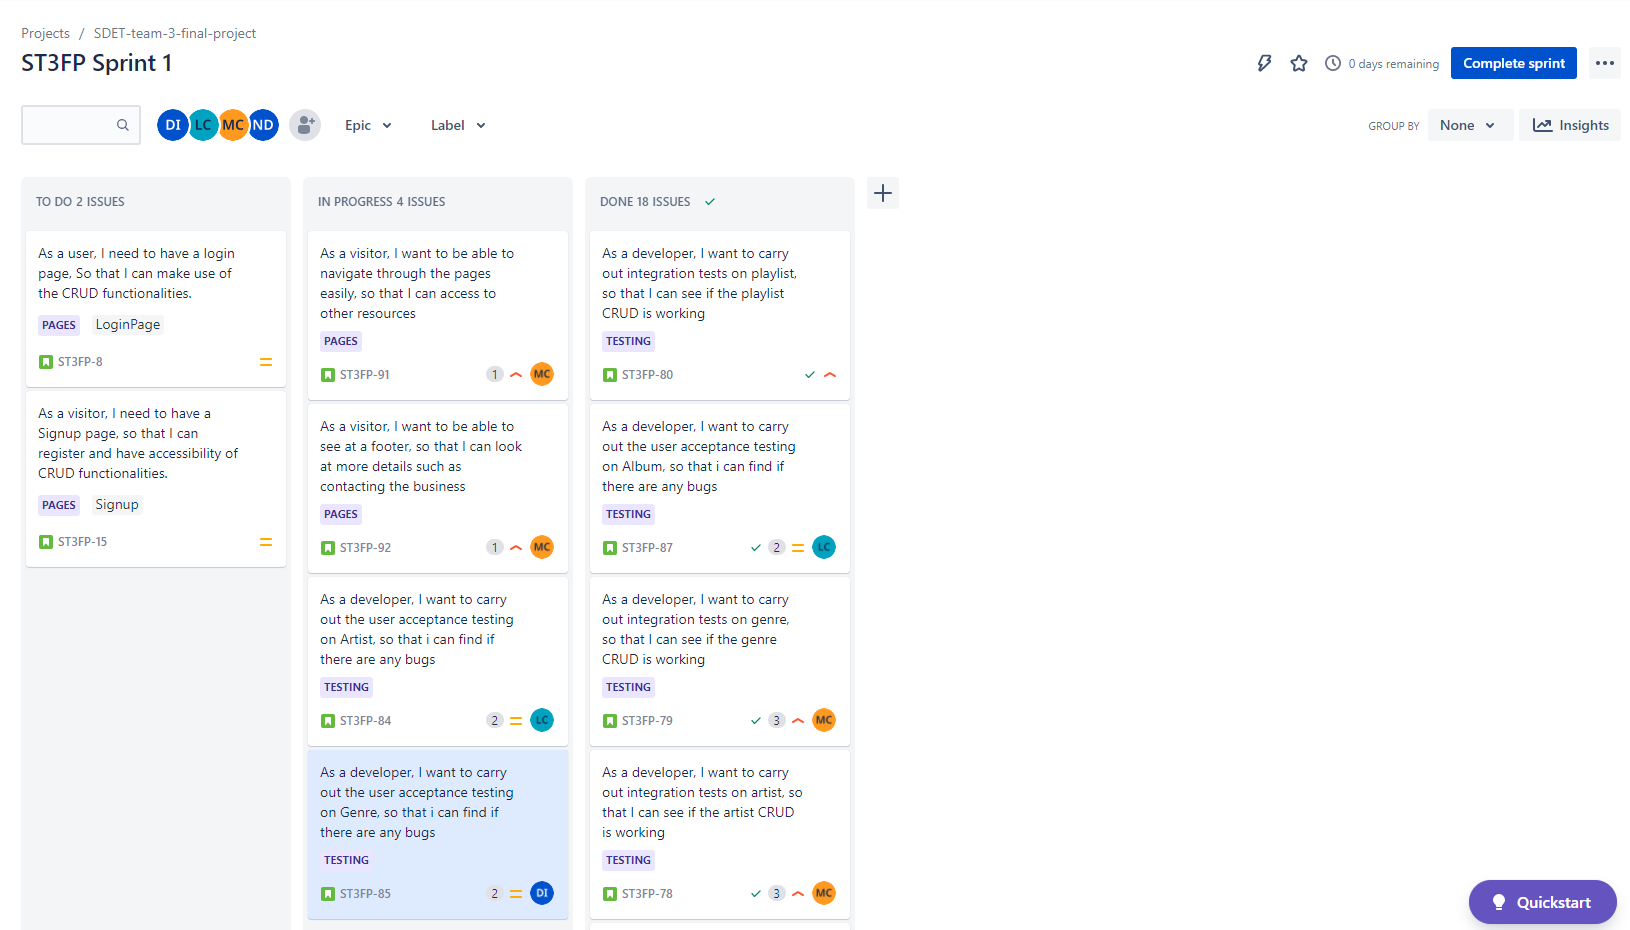 Projects / SDET-team-3-final-project
ST3FP Sprint 1
0 days remaining
Complete sprint
DI LC MC ND
Epic
Label
GROUP BY
None
Insights
TO DO 2 ISSUES
As a user, I need to have a login
page, So that I can make use of
the CRUD functionalities.
PAGES LoginPage
ST3FP-8
As a visitor, I need to have a
Signup page, so that I can
register and have accessibility of
CRUD functionalities.
PAGES Signup
ST3FP-15
IN PROGRESS 4 ISSUES
As a visitor, I want to be able to
navigate through the pages
easily, so that I can access to
other resources
PAGES
ST3FP-91 1 MC
As a visitor, I want to be able to
see at a footer, so that I can look
at more details such as
contacting the business
PAGES
ST3FP-92 1 MC
As a developer, I want to carry
out the user acceptance testing
on Artist, so that i can find if
there are any bugs
TESTING
ST3FP-84 2 LC
As a developer, I want to carry
out the user acceptance testing
on Genre, so that i can find if
there are any bugs
TESTING
ST3FP-85 2 DI
DONE 18 ISSUES
As a developer, I want to carry
out integration tests on playlist,
so that I can see if the playlist
CRUD is working
TESTING
ST3FP-80
As a developer, I want to carry
out the user acceptance testing
on Album, so that i can find if
there are any bugs
TESTING
ST3FP-87 2 LC
As a developer, I want to carry
out integration tests on genre,
so that I can see if the genre
CRUD is working
TESTING
ST3FP-79 3 MC
As a developer, I want to carry
out integration tests on artist, so
that I can see if the artist CRUD
is working
TESTING
ST3FP-78 3 MC
Quickstart